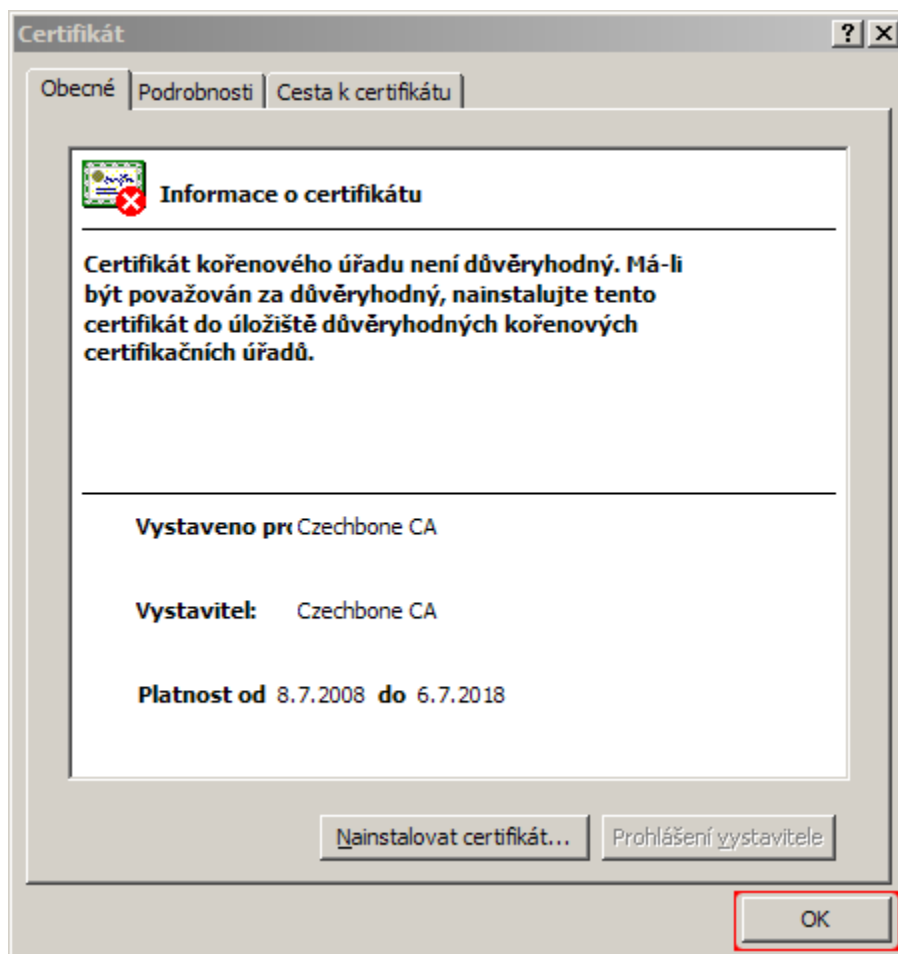 Certifikát
Obecné Podrobnosti Cesta k certifikátu
Informace o certifikátu
Certifikát kořenového úřadu není důvěryhodný. Má-li
být považován za důvěryhodný, nainstalujte tento
certifikát do úložiště důvěryhodných kořenových
certifikačních úřadů.
Vystaveno pro Czechbone CA
Vystavitel: Czechbone CA
Platnost od 8.7.2008 do 6.7.2018
Nainstalovat certifikát... Prohlášení vystavitele
OK